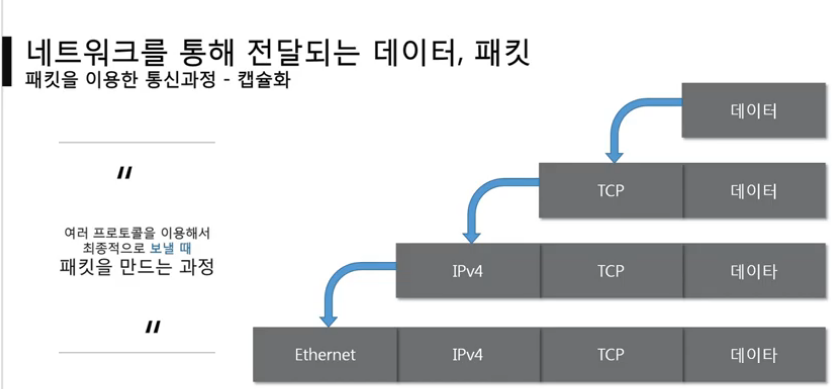 네트워크를 통해 전달되는 데이터, 패킷
패킷을 이용한 통신과정 - 캡슐화
"
여러 프로토콜을 이용해서
최종적으로 보낼 때
패킷을 만드는 과정
"
데이터
TCP 데이터
IPv4 TCP 데이타
Ethernet IPv4 TCP 데이타